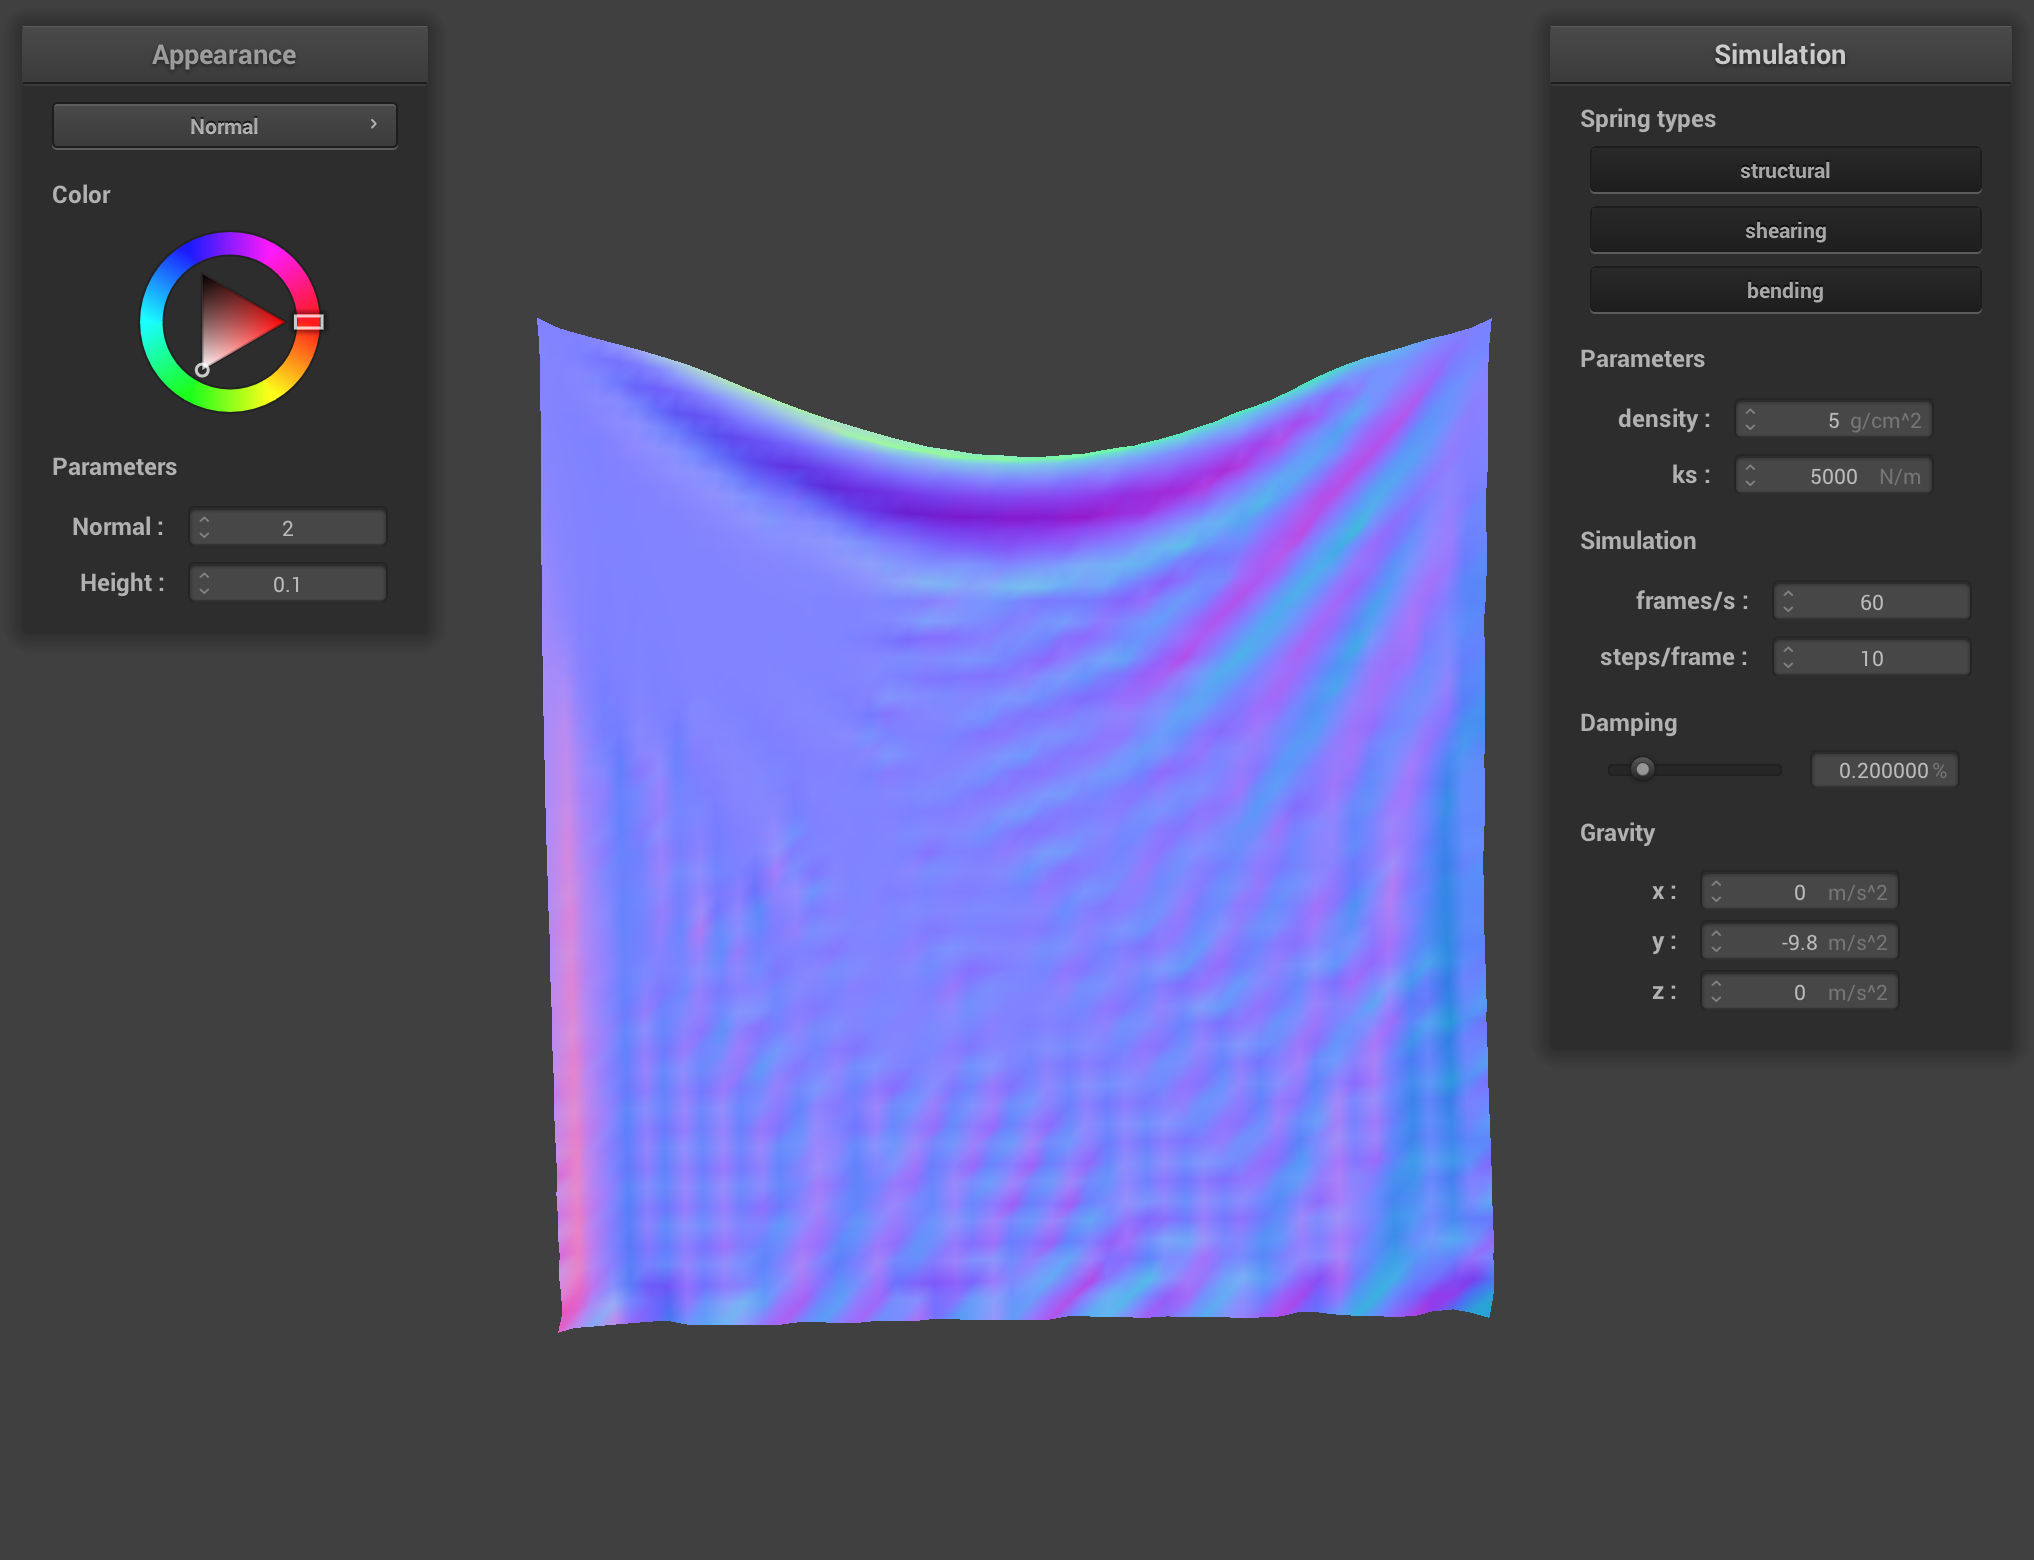 Appearance
Normal
Color
Parameters
Normal : 2
Height : 0.1
Simulation
Spring types
structural
shearing
bending
Parameters
density : 5 g/cm^2
ks : 5000 N/m
Simulation
frames/s : 60
steps/frame : 10
Damping
0.200000 %
Gravity
x : 0 m/s^2
y : -9.8 m/s^2
z : 0 m/s^2